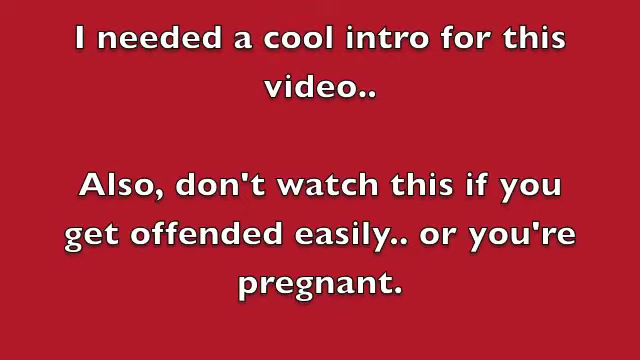 I needed a cool intro for this
video..
Also, don't watch this if you
get offended easily.. or you're
pregnant.